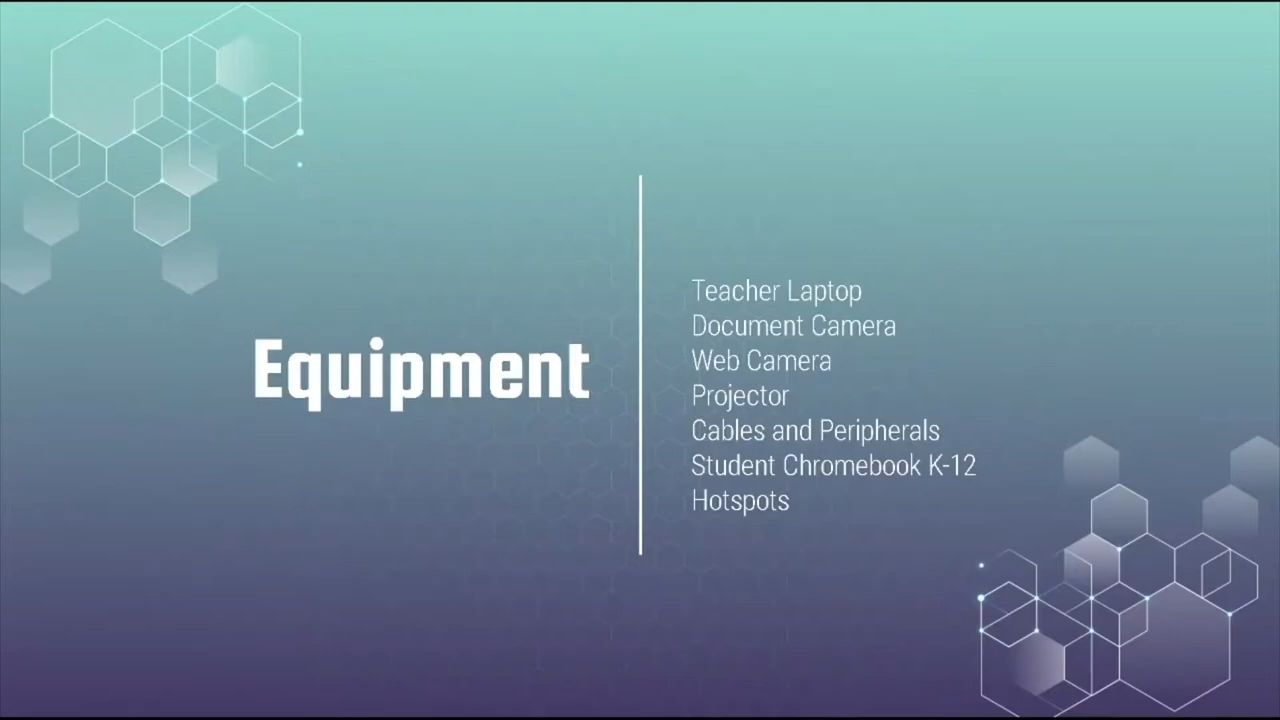 Equipment
Teacher Laptop
Document Camera
Web Camera
Projector
Cables and Peripherals
Student Chromebook K-12
Hotspots